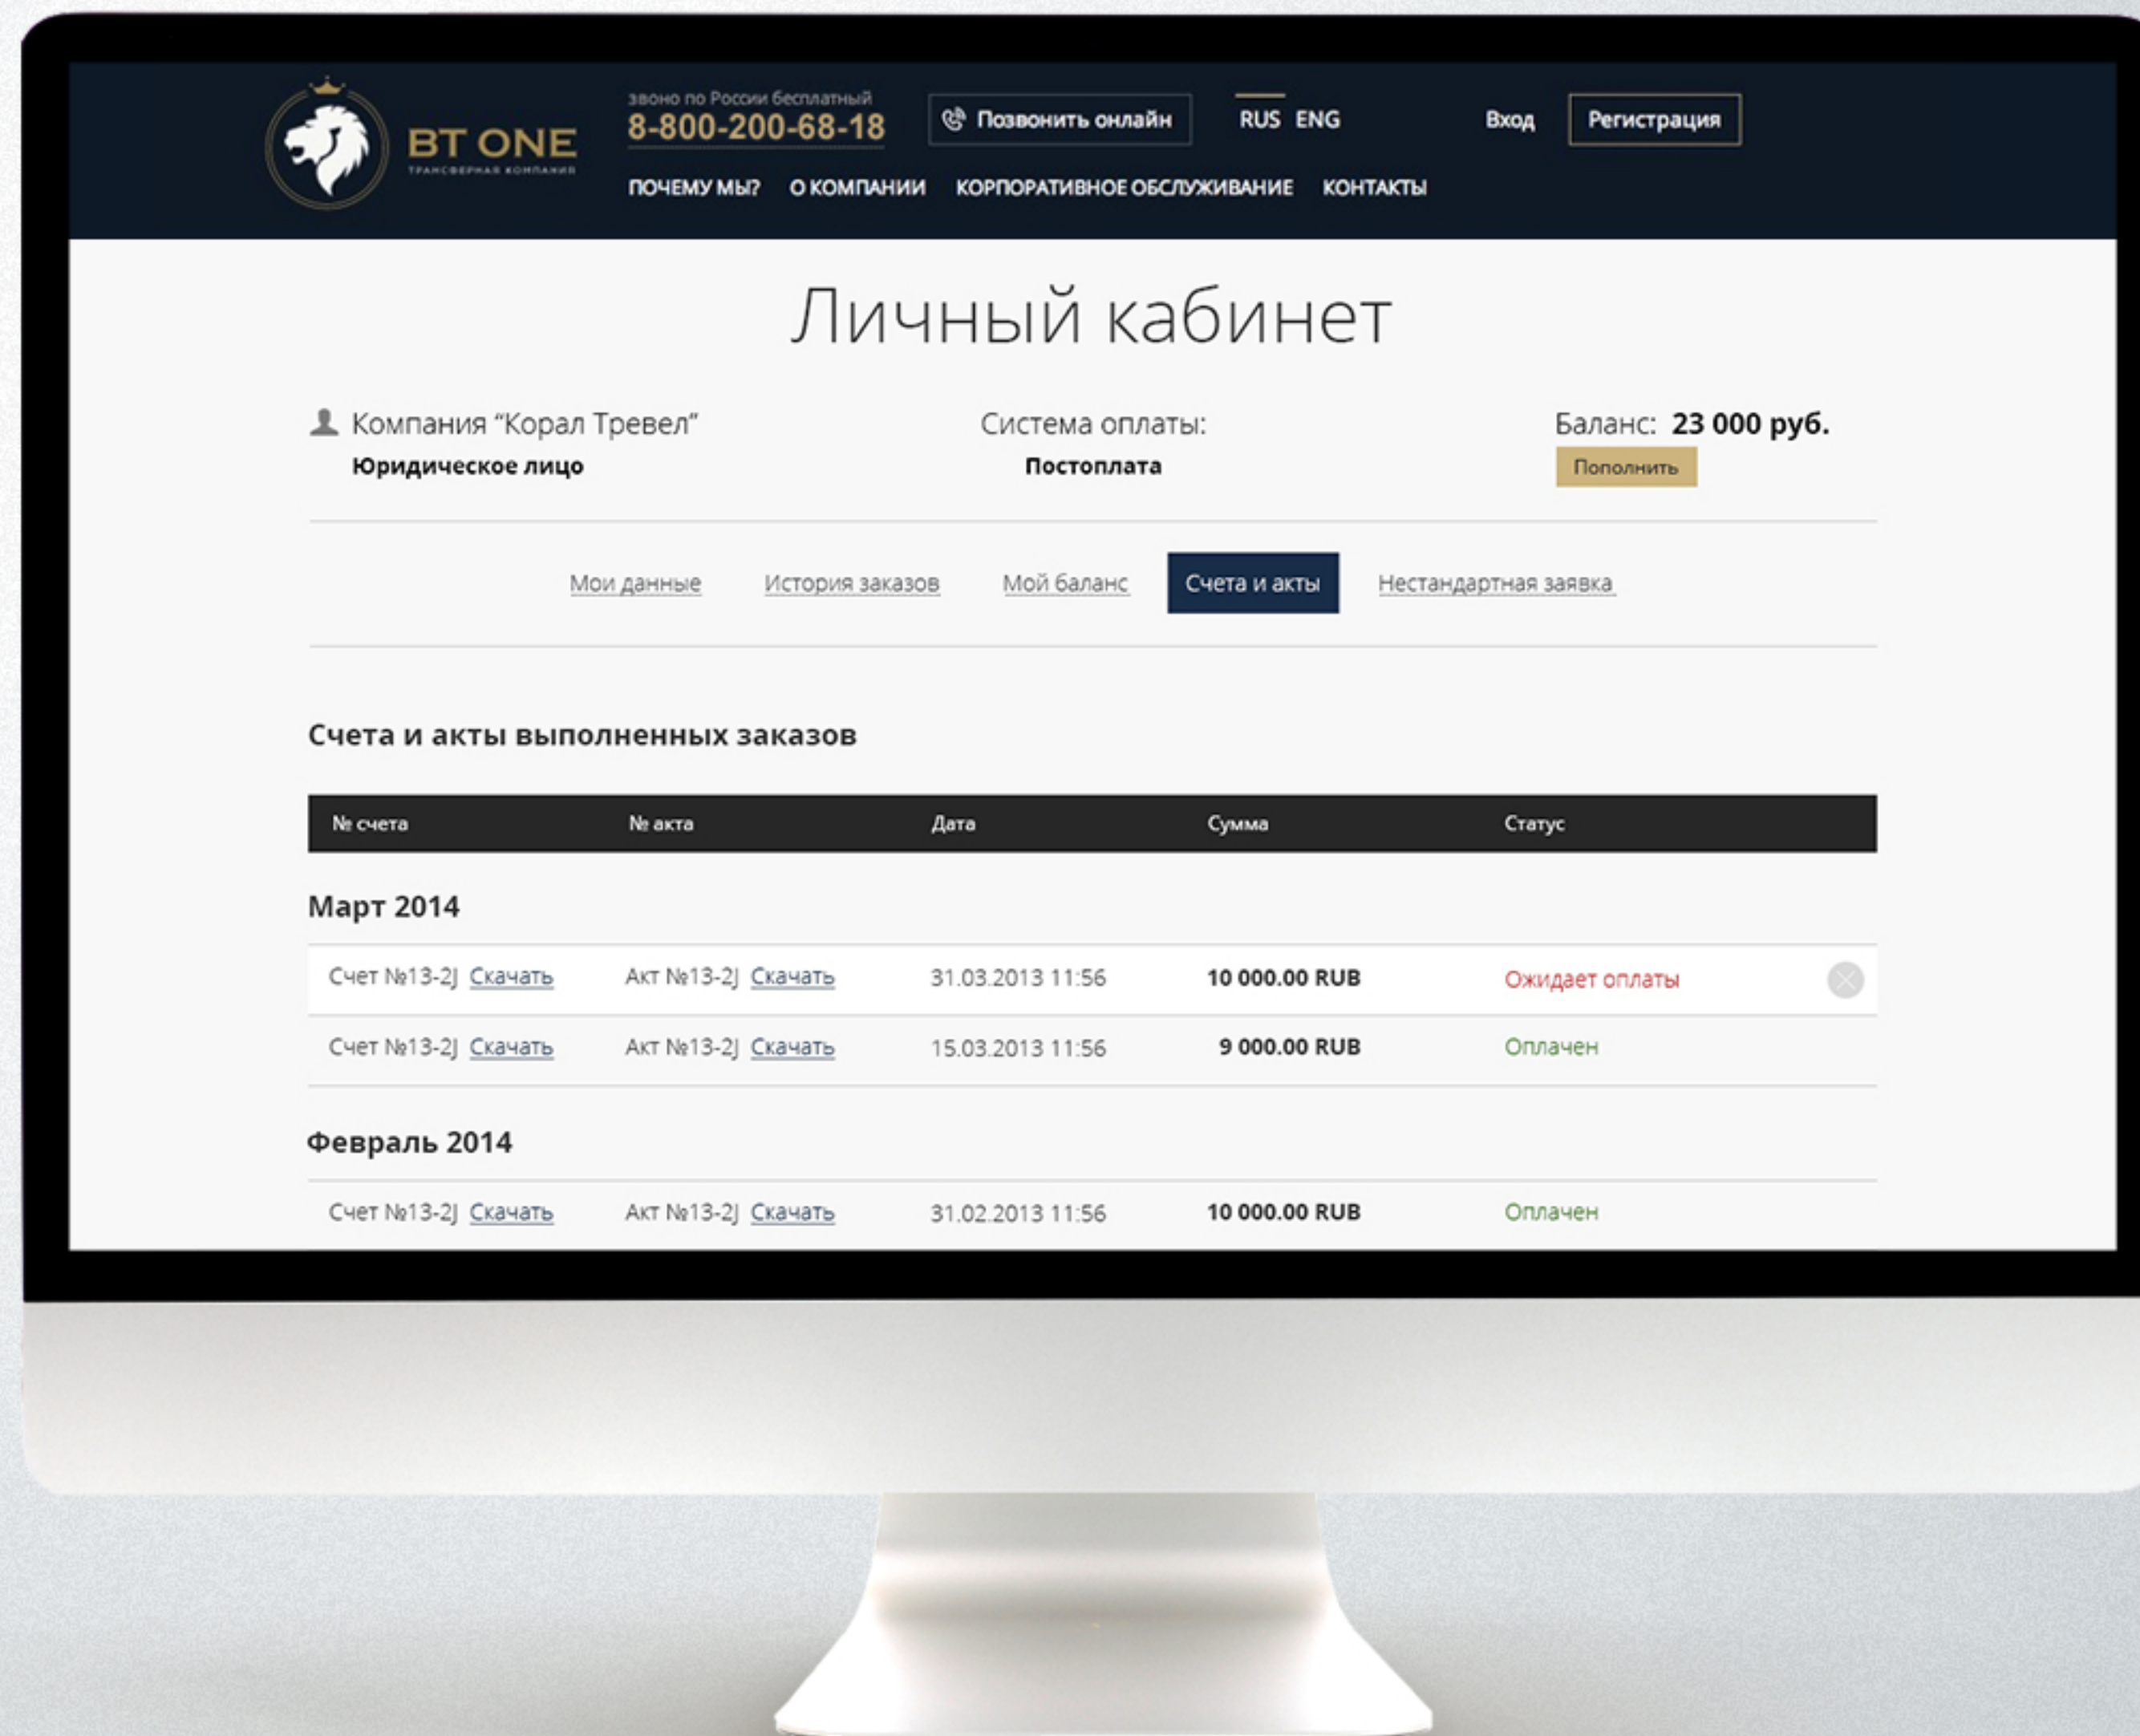 звоно по России бесплатный
8-800-200-68-18
Позвонить онлайн
RUS ENG
Вход
Регистрация
BT ONE
ТРАНСФЕРНАЯ КОМПАНИЯ
ПОЧЕМУ МЫ? О КОМПАНИИ КОРПОРАТИВНОЕ ОБСЛУЖИВАНИЕ КОНТАКТЫ
Личный кабинет
Компания “Корал Тревел” Система оплаты: Баланс: 23 000 руб.
Юридическое лицо Постоплата Пополнить
Мои данные История заказов Мой баланс Счета и акты Нестандартная заявка
Счета и акты выполненных заказов
№ счета № акта Дата Сумма Статус
Март 2014
Счет №13-2J Скачать Акт №13-2J Скачать 31.03.2013 11:56 10 000.00 RUB Ожидает оплаты
Счет №13-2J Скачать Акт №13-2J Скачать 15.03.2013 11:56 9 000.00 RUB Оплачен
Февраль 2014
Счет №13-2J Скачать Акт №13-2J Скачать 31.02.2013 11:56 10 000.00 RUB Оплачен